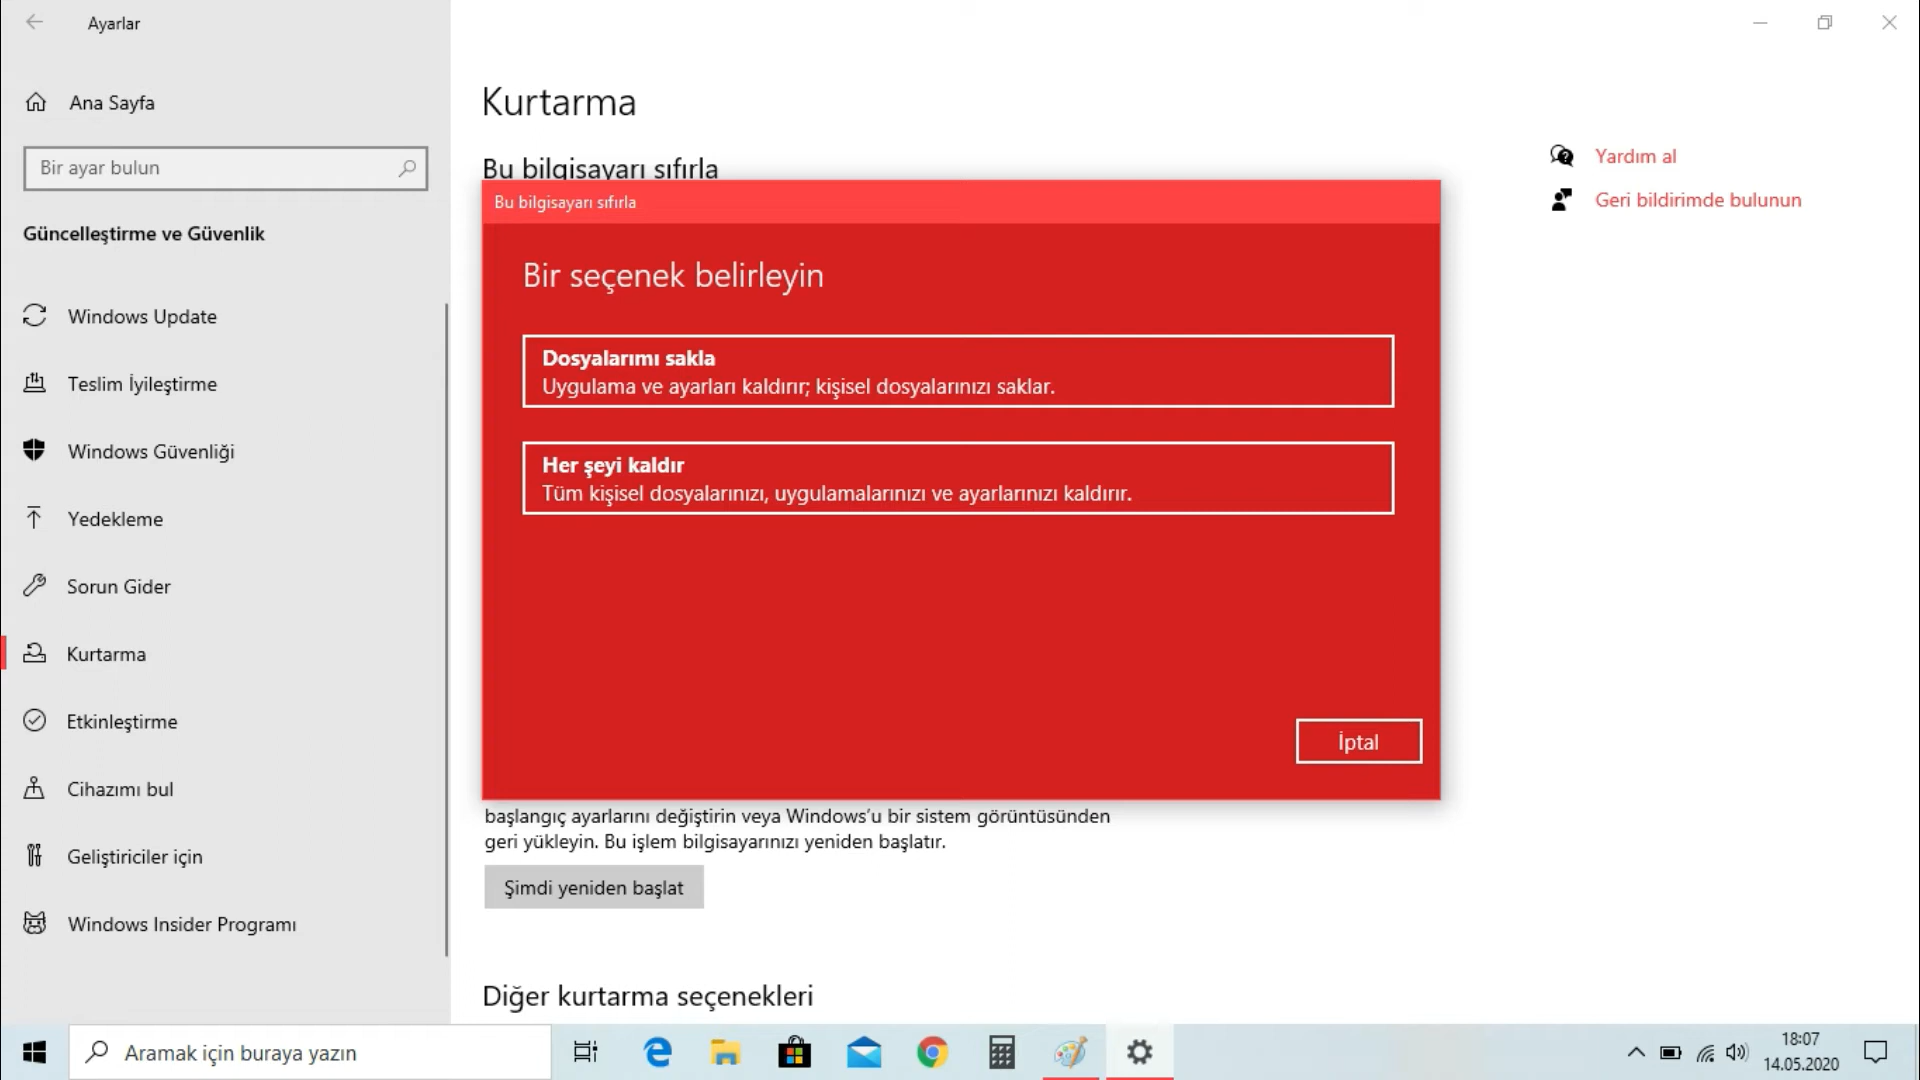 Ayarlar
Ana Sayfa
Bir ayar bulun
Güncelleştirme ve Güvenlik
Windows Update
Teslim İyileştirme
Windows Güvenliği
Yedekleme
Sorun Gider
Kurtarma
Etkinleştirme
Cihazımı bul
Geliştiriciler için
Windows Insider Programı
Kurtarma
Bu bilgisayarı sıfırla
Bu bilgisayarı sıfırla
Bir seçenek belirleyin
Dosyalarımı sakla
Uygulama ve ayarları kaldırır; kişisel dosyalarınızı saklar.
Her şeyi kaldır
Tüm kişisel dosyalarınızı, uygulamalarınızı ve ayarlarınızı kaldırır.
İptal
başlangıç ayarlarını değiştirin veya Windows'u bir sistem görüntüsünden
geri yükleyin. Bu işlem bilgisayarınızı yeniden başlatır.
Şimdi yeniden başlat
Diğer kurtarma seçenekleri
Yardım al
Geri bildirimde bulunun
Aramak için buraya yazın
18:07
14.05.2020